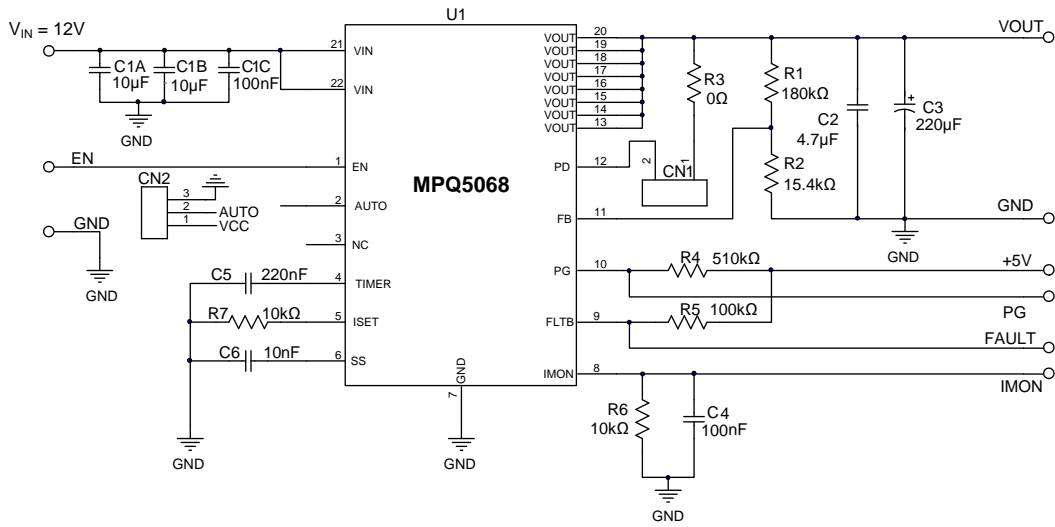 U1
V_IN = 12V
C1A
10µF
C1B
10µF
C1C
100nF
GND
21 VIN
22 VIN
EN
1 EN
CN2
3
2 AUTO
1 VCC
GND
GND
2 AUTO
3 NC
C5 220nF
4 TIMER
R7 10kΩ
5 ISET
C6 10nF
6 SS
GND
MPQ5068
GND
7
GND
VOUT 20
VOUT 19
VOUT 18
VOUT 17
VOUT 16
VOUT 15
VOUT 14
VOUT 13
PD 12
FB 11
PG 10
FLTB 9
IMON 8
2
1
CN1
R3
0Ω
R1
180kΩ
R2
15.4kΩ
C2
4.7µF
+
C3
220µF
VOUT
GND
GND
R4 510kΩ
+5V
PG
R5 100kΩ
FAULT
IMON
R6
10kΩ
C4
100nF
GND